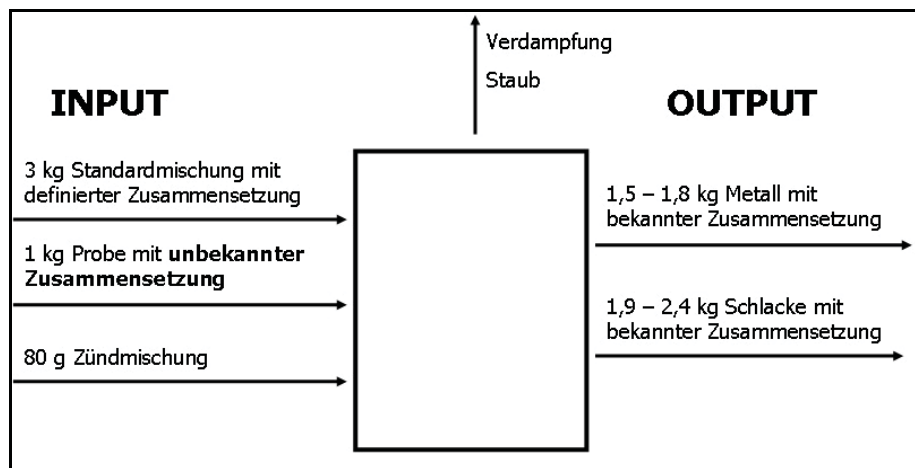 Verdampfung
Staub
INPUT
OUTPUT
3 kg Standardmischung mit
definierter Zusammensetzung
1 kg Probe mit unbekannter
Zusammensetzung
80 g Zündmischung
1,5 – 1,8 kg Metall mit
bekannter Zusammensetzung
1,9 – 2,4 kg Schlacke mit
bekannter Zusammensetzung